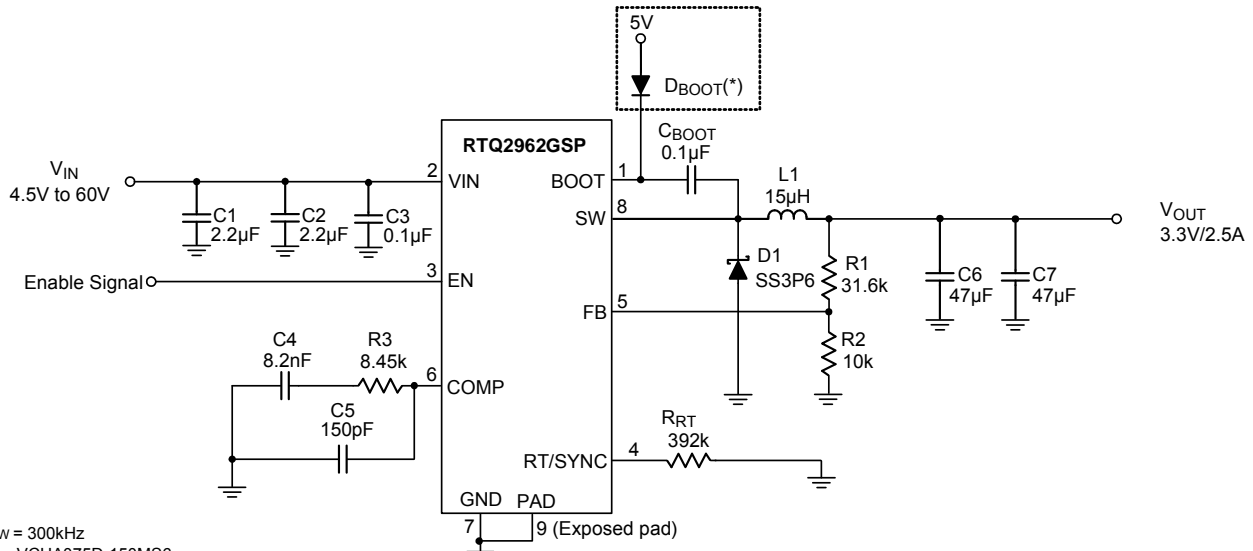 5V
DBOOT(*)
RTQ2962GSP
CBOOT
0.1µF
VIN
4.5V to 60V
2
VIN
BOOT
1
L1
15µH
SW
8
VOUT
3.3V/2.5A
C1
2.2µF
C2
2.2µF
C3
0.1µF
Enable Signal
3
EN
D1
SS3P6
R1
31.6k
C6
47µF
C7
47µF
FB
5
R2
10k
C4
8.2nF
R3
8.45k
6
COMP
C5
150pF
RRT
392k
RT/SYNC
4
GND
PAD
7
9 (Exposed pad)
= 300kHz